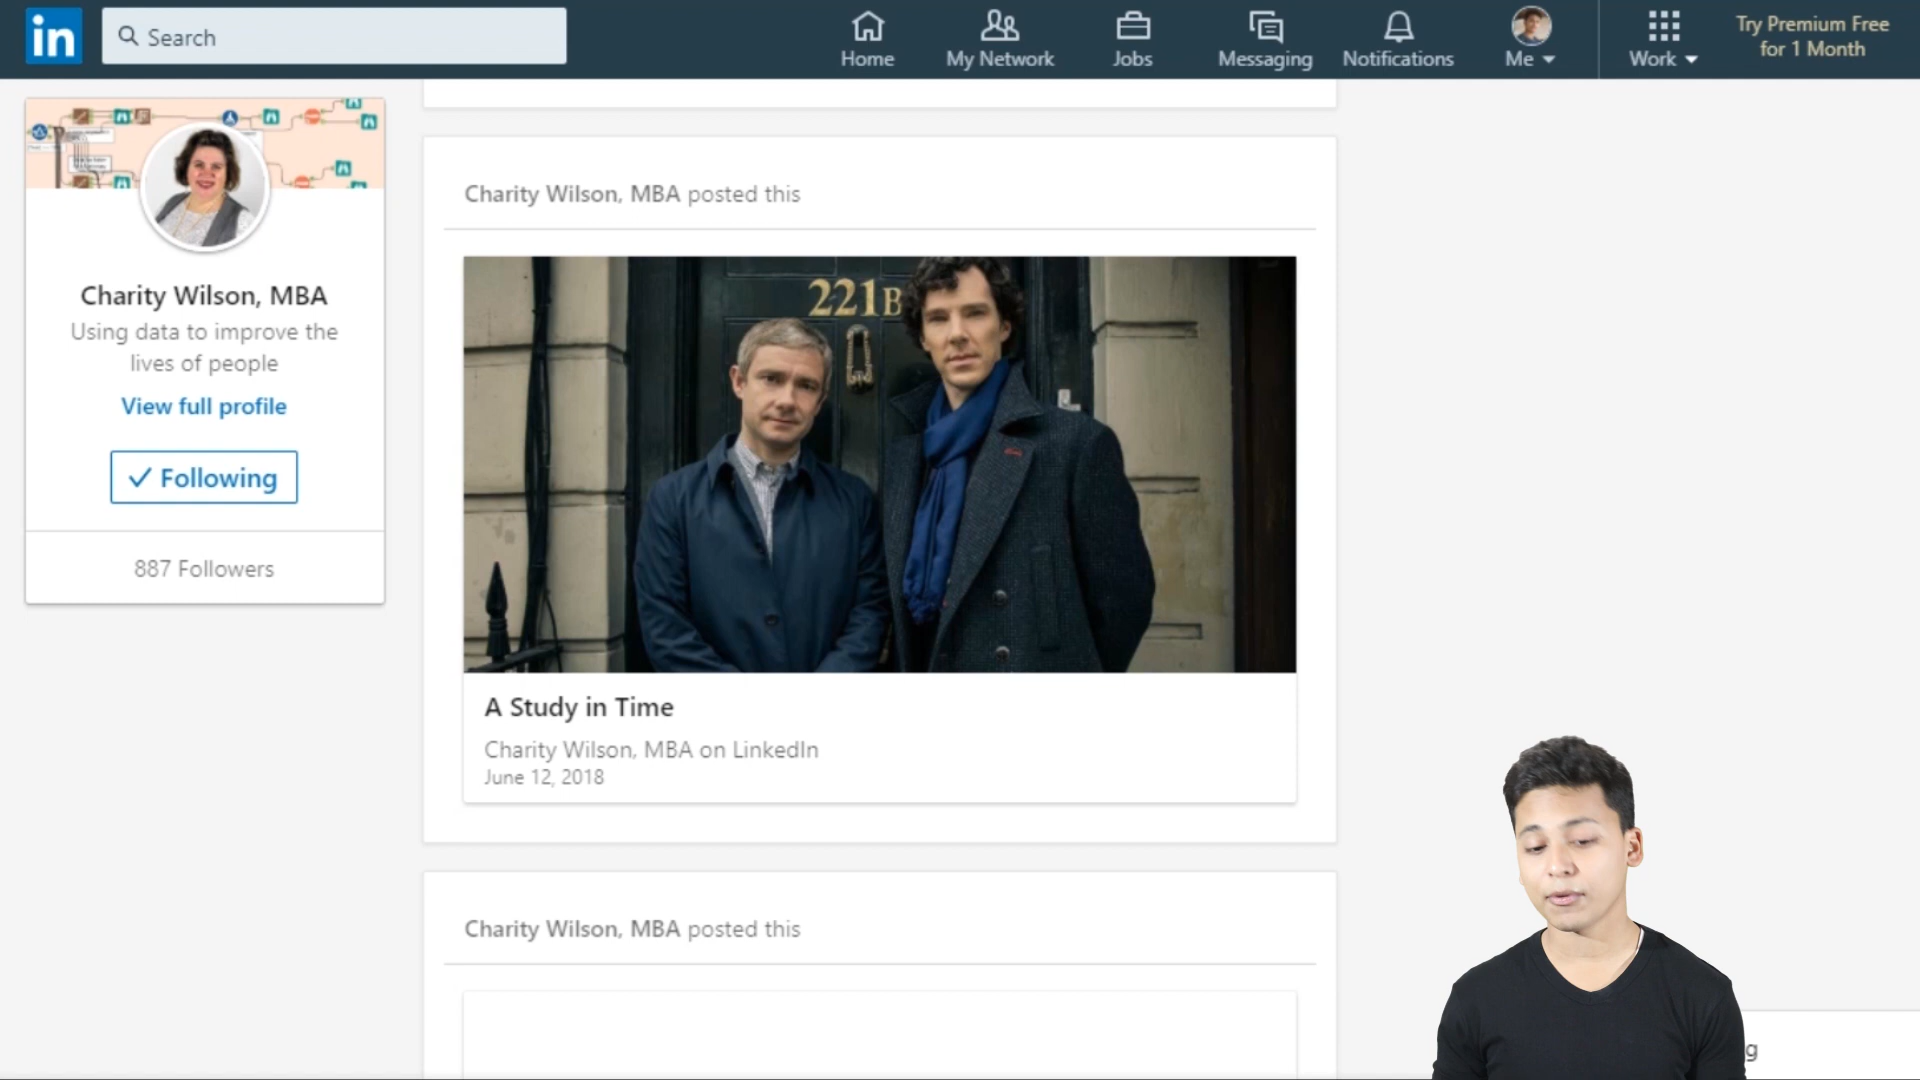 in
Search
Home
My Network
Jobs
Messaging
Notifications
Me
Work
Try Premium Free
for 1 Month
Charity Wilson, MBA
Using data to improve the
lives of people
View full profile
Following
887 Followers
Charity Wilson, MBA posted this
221B
A Study in Time
Charity Wilson, MBA on LinkedIn
June 12, 2018
Charity Wilson, MBA posted this
g